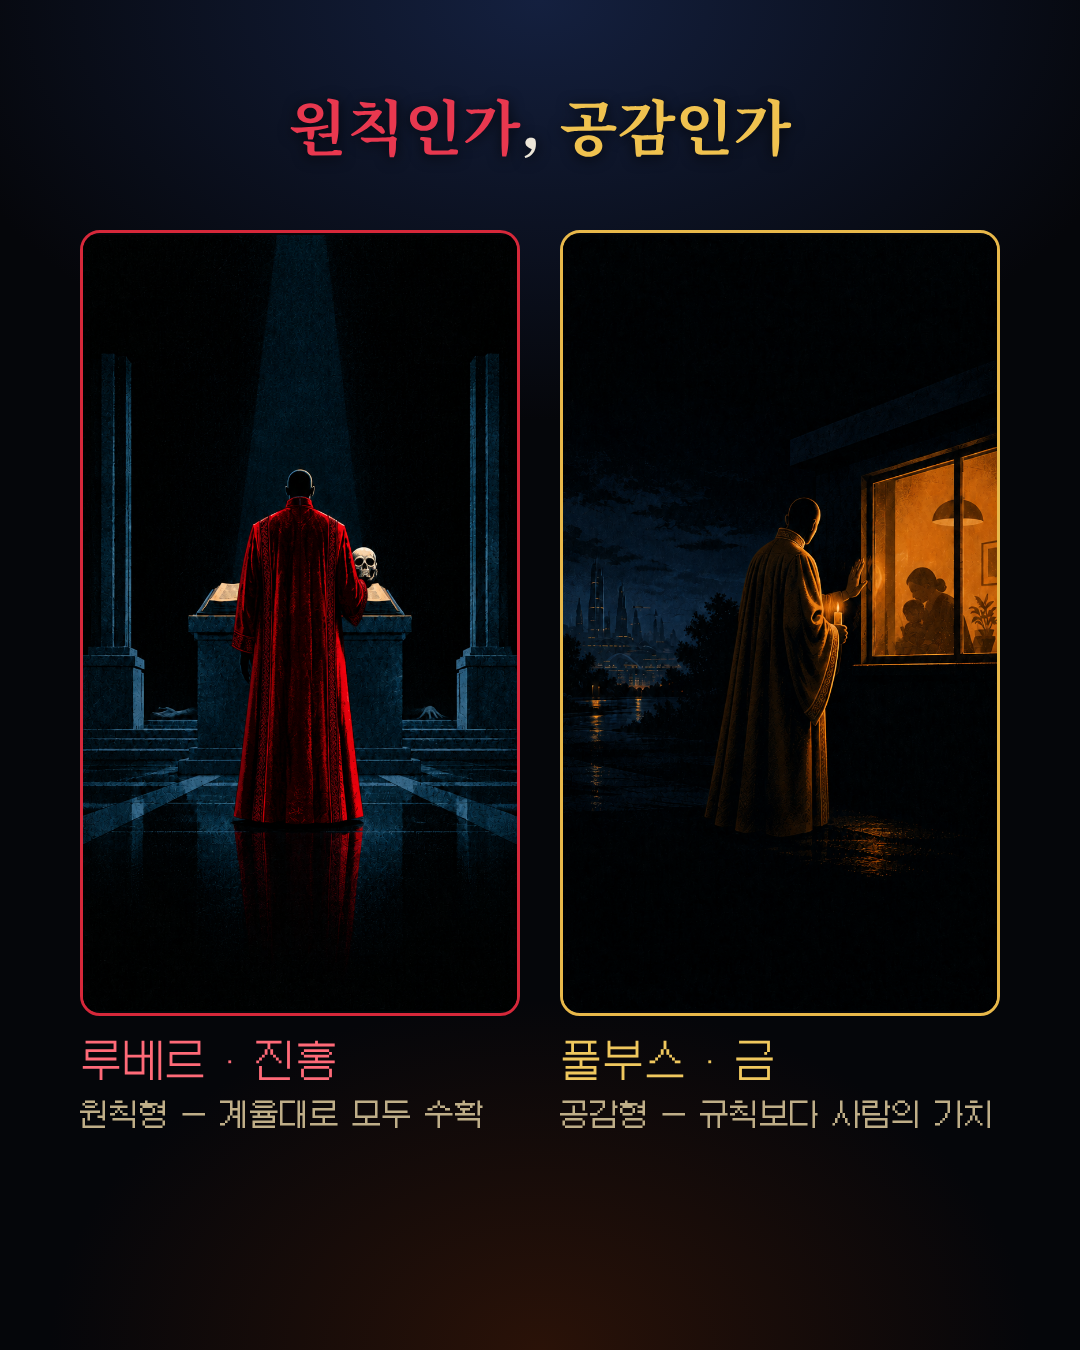 원칙인가, 공감인가
루베르 · 진홍
원칙형 — 계율대로 모두 수확
풀부스 · 금
공감형 — 규칙보다 사람의 가치